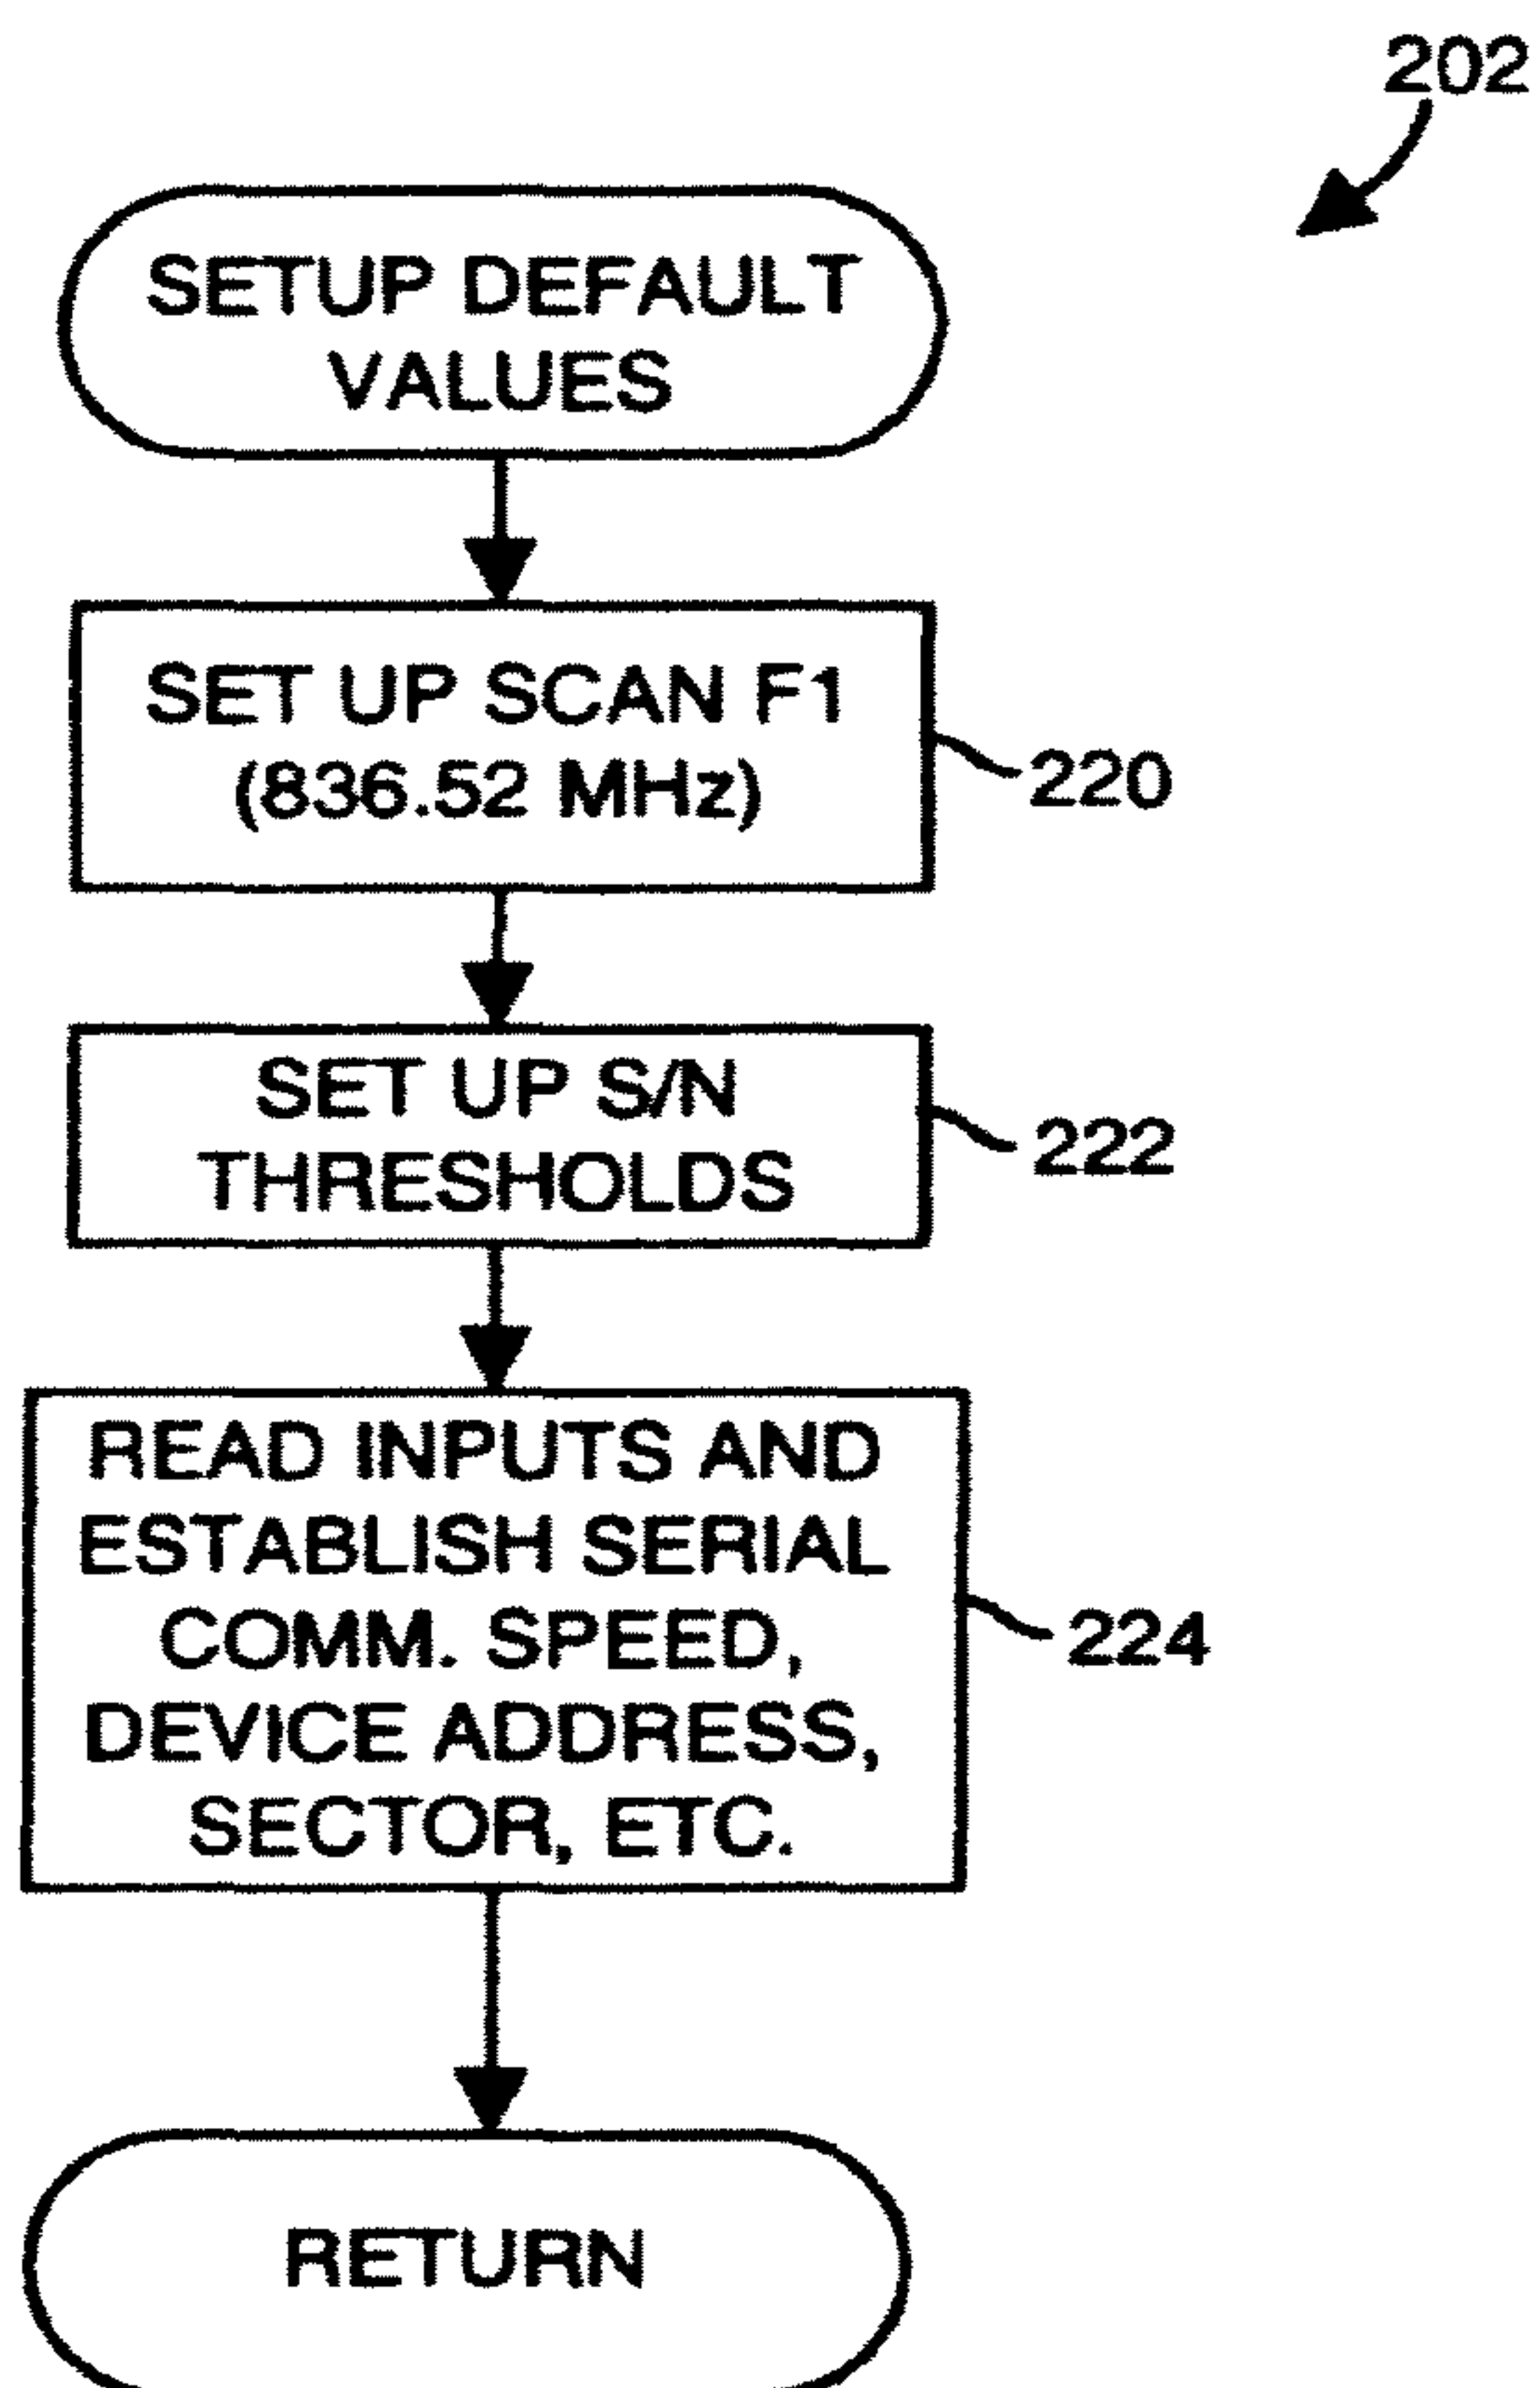 202
SETUP DEFAULT
VALUES
SET UP SCAN F1
(836.52 MHz)
220
SET UP S/N
THRESHOLDS
222
READ INPUTS AND
ESTABLISH SERIAL
COMM. SPEED,
DEVICE ADDRESS,
SECTOR, ETC.
224
RETURN